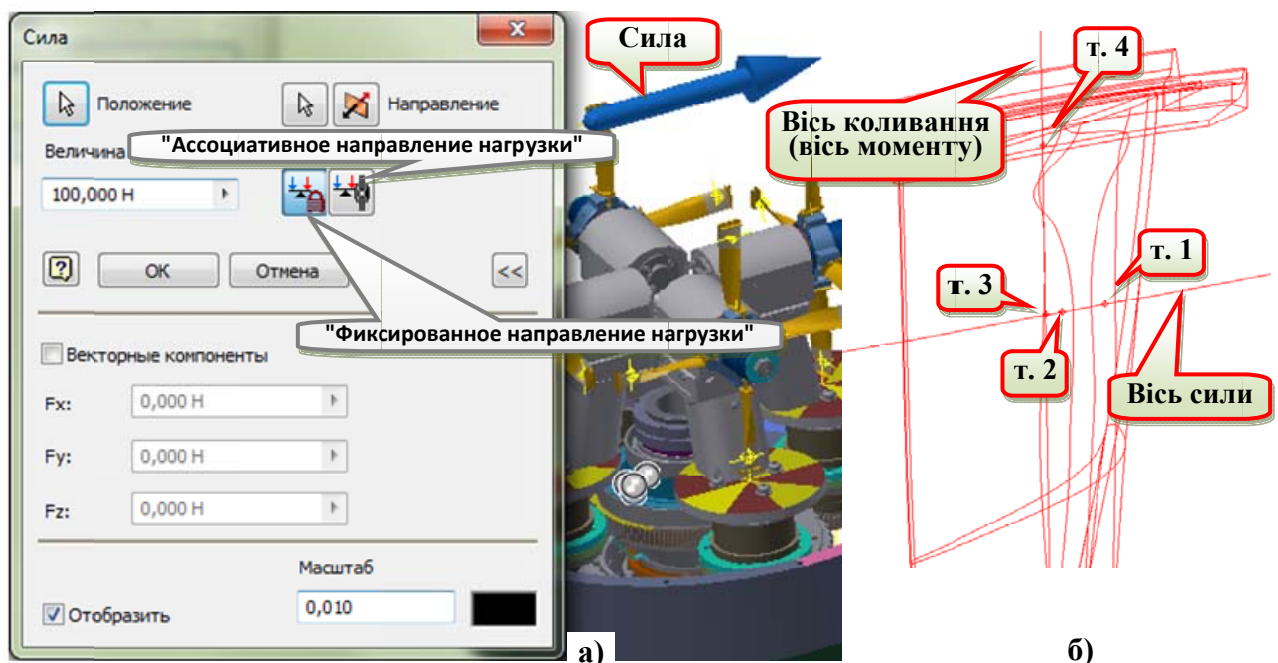 Сила
Положение
Направление
Величина
"Ассоциативное направление нагрузки"
100,000 Н
ОК
Отмена
<<
"Фиксированное направление нагрузки"
Векторные компоненты
Fx:
0,000 Н
Fy:
0,000 Н
Fz:
0,000 Н
Масштаб
Отобразить
0,010
Сила
а)
т. 4
Вісь коливання
(вісь моменту)
т. 1
т. 3
т. 2
Вісь сили
б)